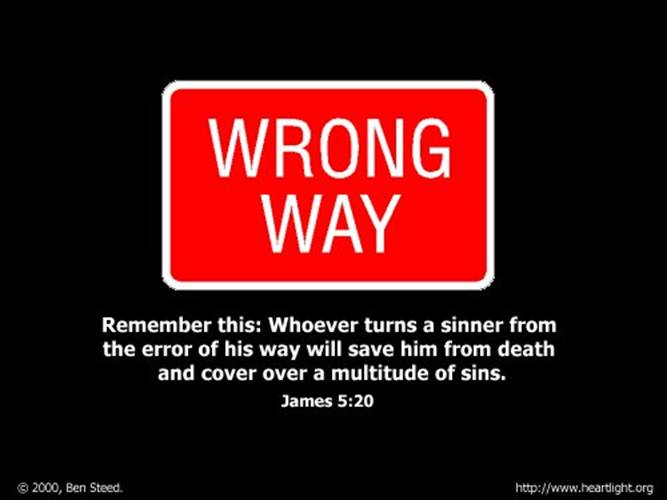 WRONG
WAY
Remember this: Whoever turns a sinner from
the error of his way will save him from death
and cover over a multitude of sins.
James 5:20
© 2000, Ben Steed.
http://www.heartlight.org